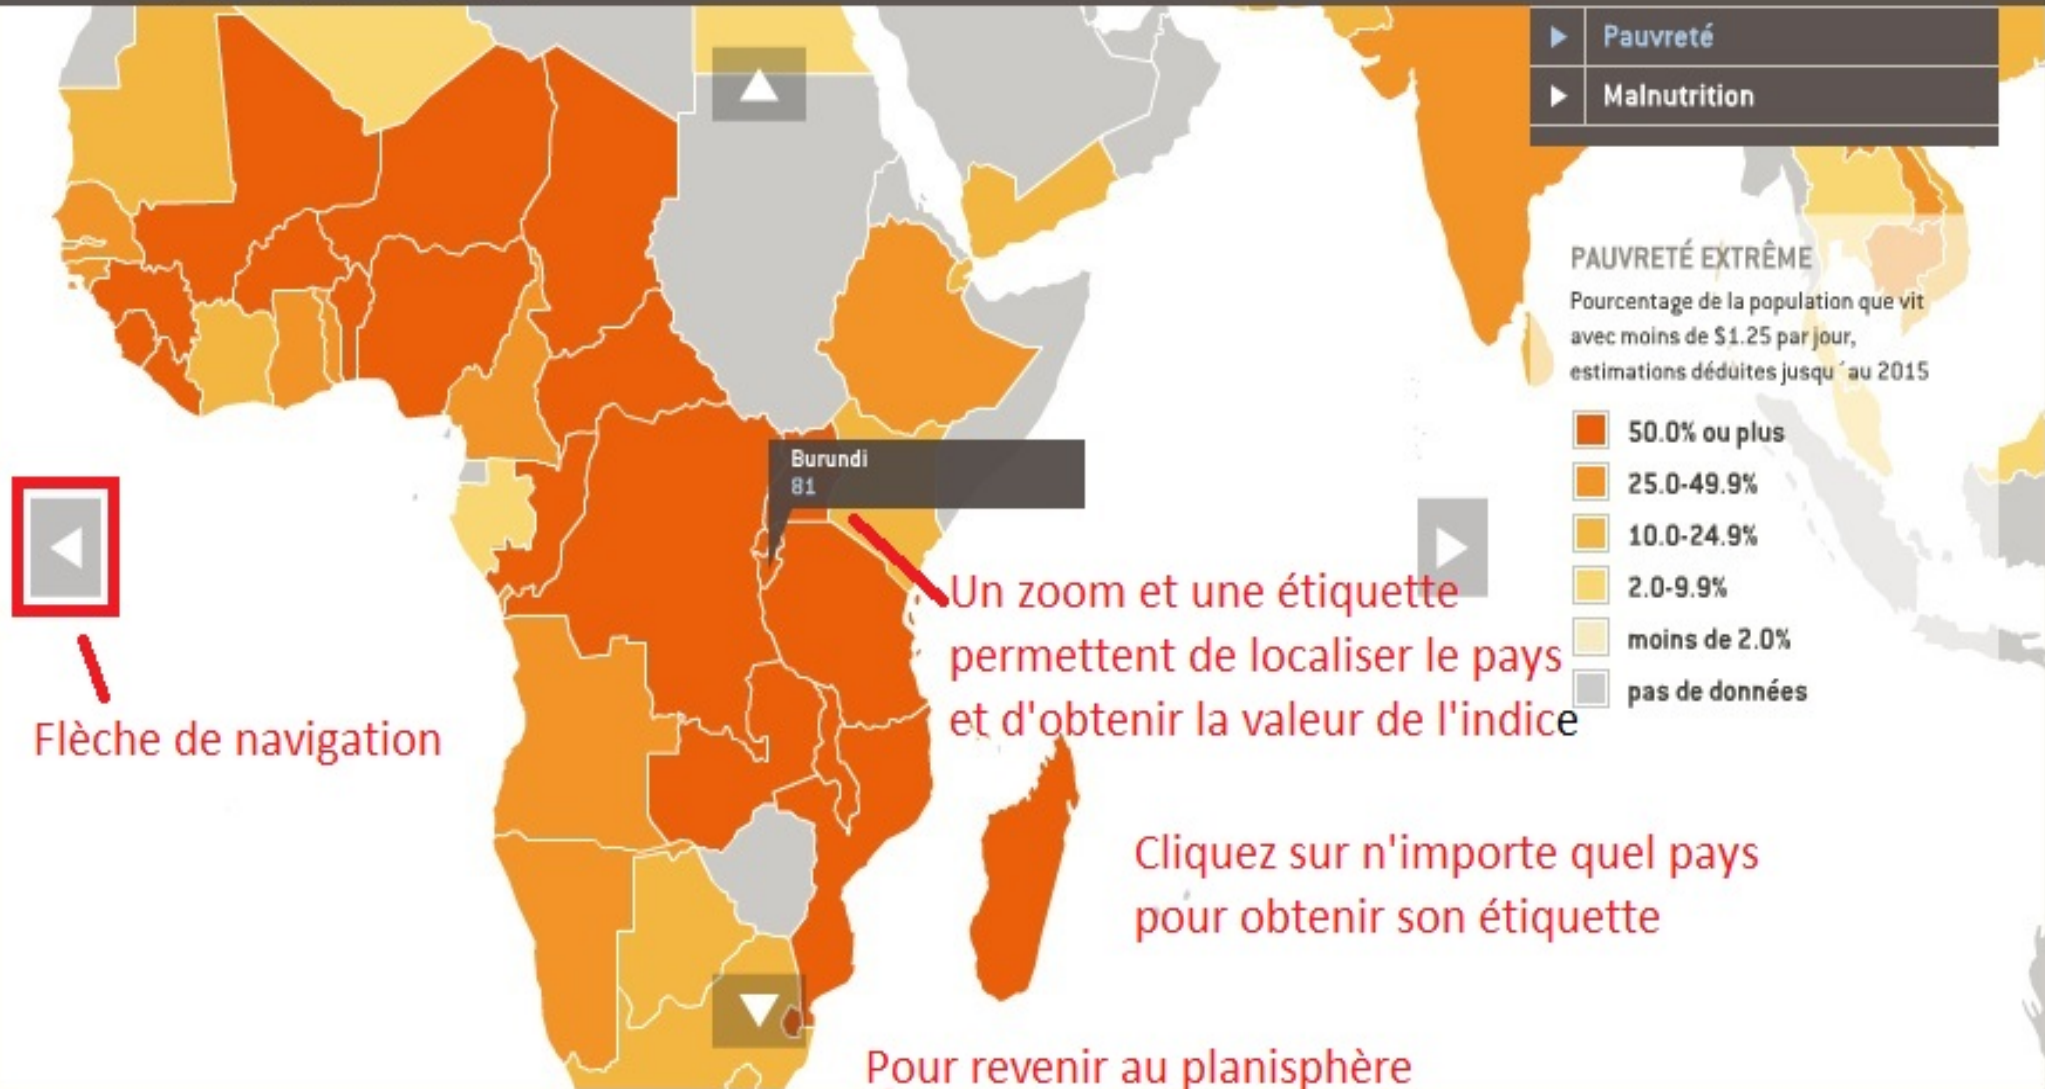 Pauvreté
Malnutrition
PAUVRETÉ EXTRÊME
Pourcentage de la population que vit
avec moins de $1.25 par jour,
estimations déduites jusqu´au 2015
50.0% ou plus
25.0-49.9%
10.0-24.9%
2.0-9.9%
moins de 2.0%
pas de données
Burundi
81
Un zoom et une étiquette
permettent de localiser le pays
et d'obtenir la valeur de l'indice
Flèche de navigation
Cliquez sur n'importe quel pays
pour obtenir son étiquette
Pour revenir au planisphère